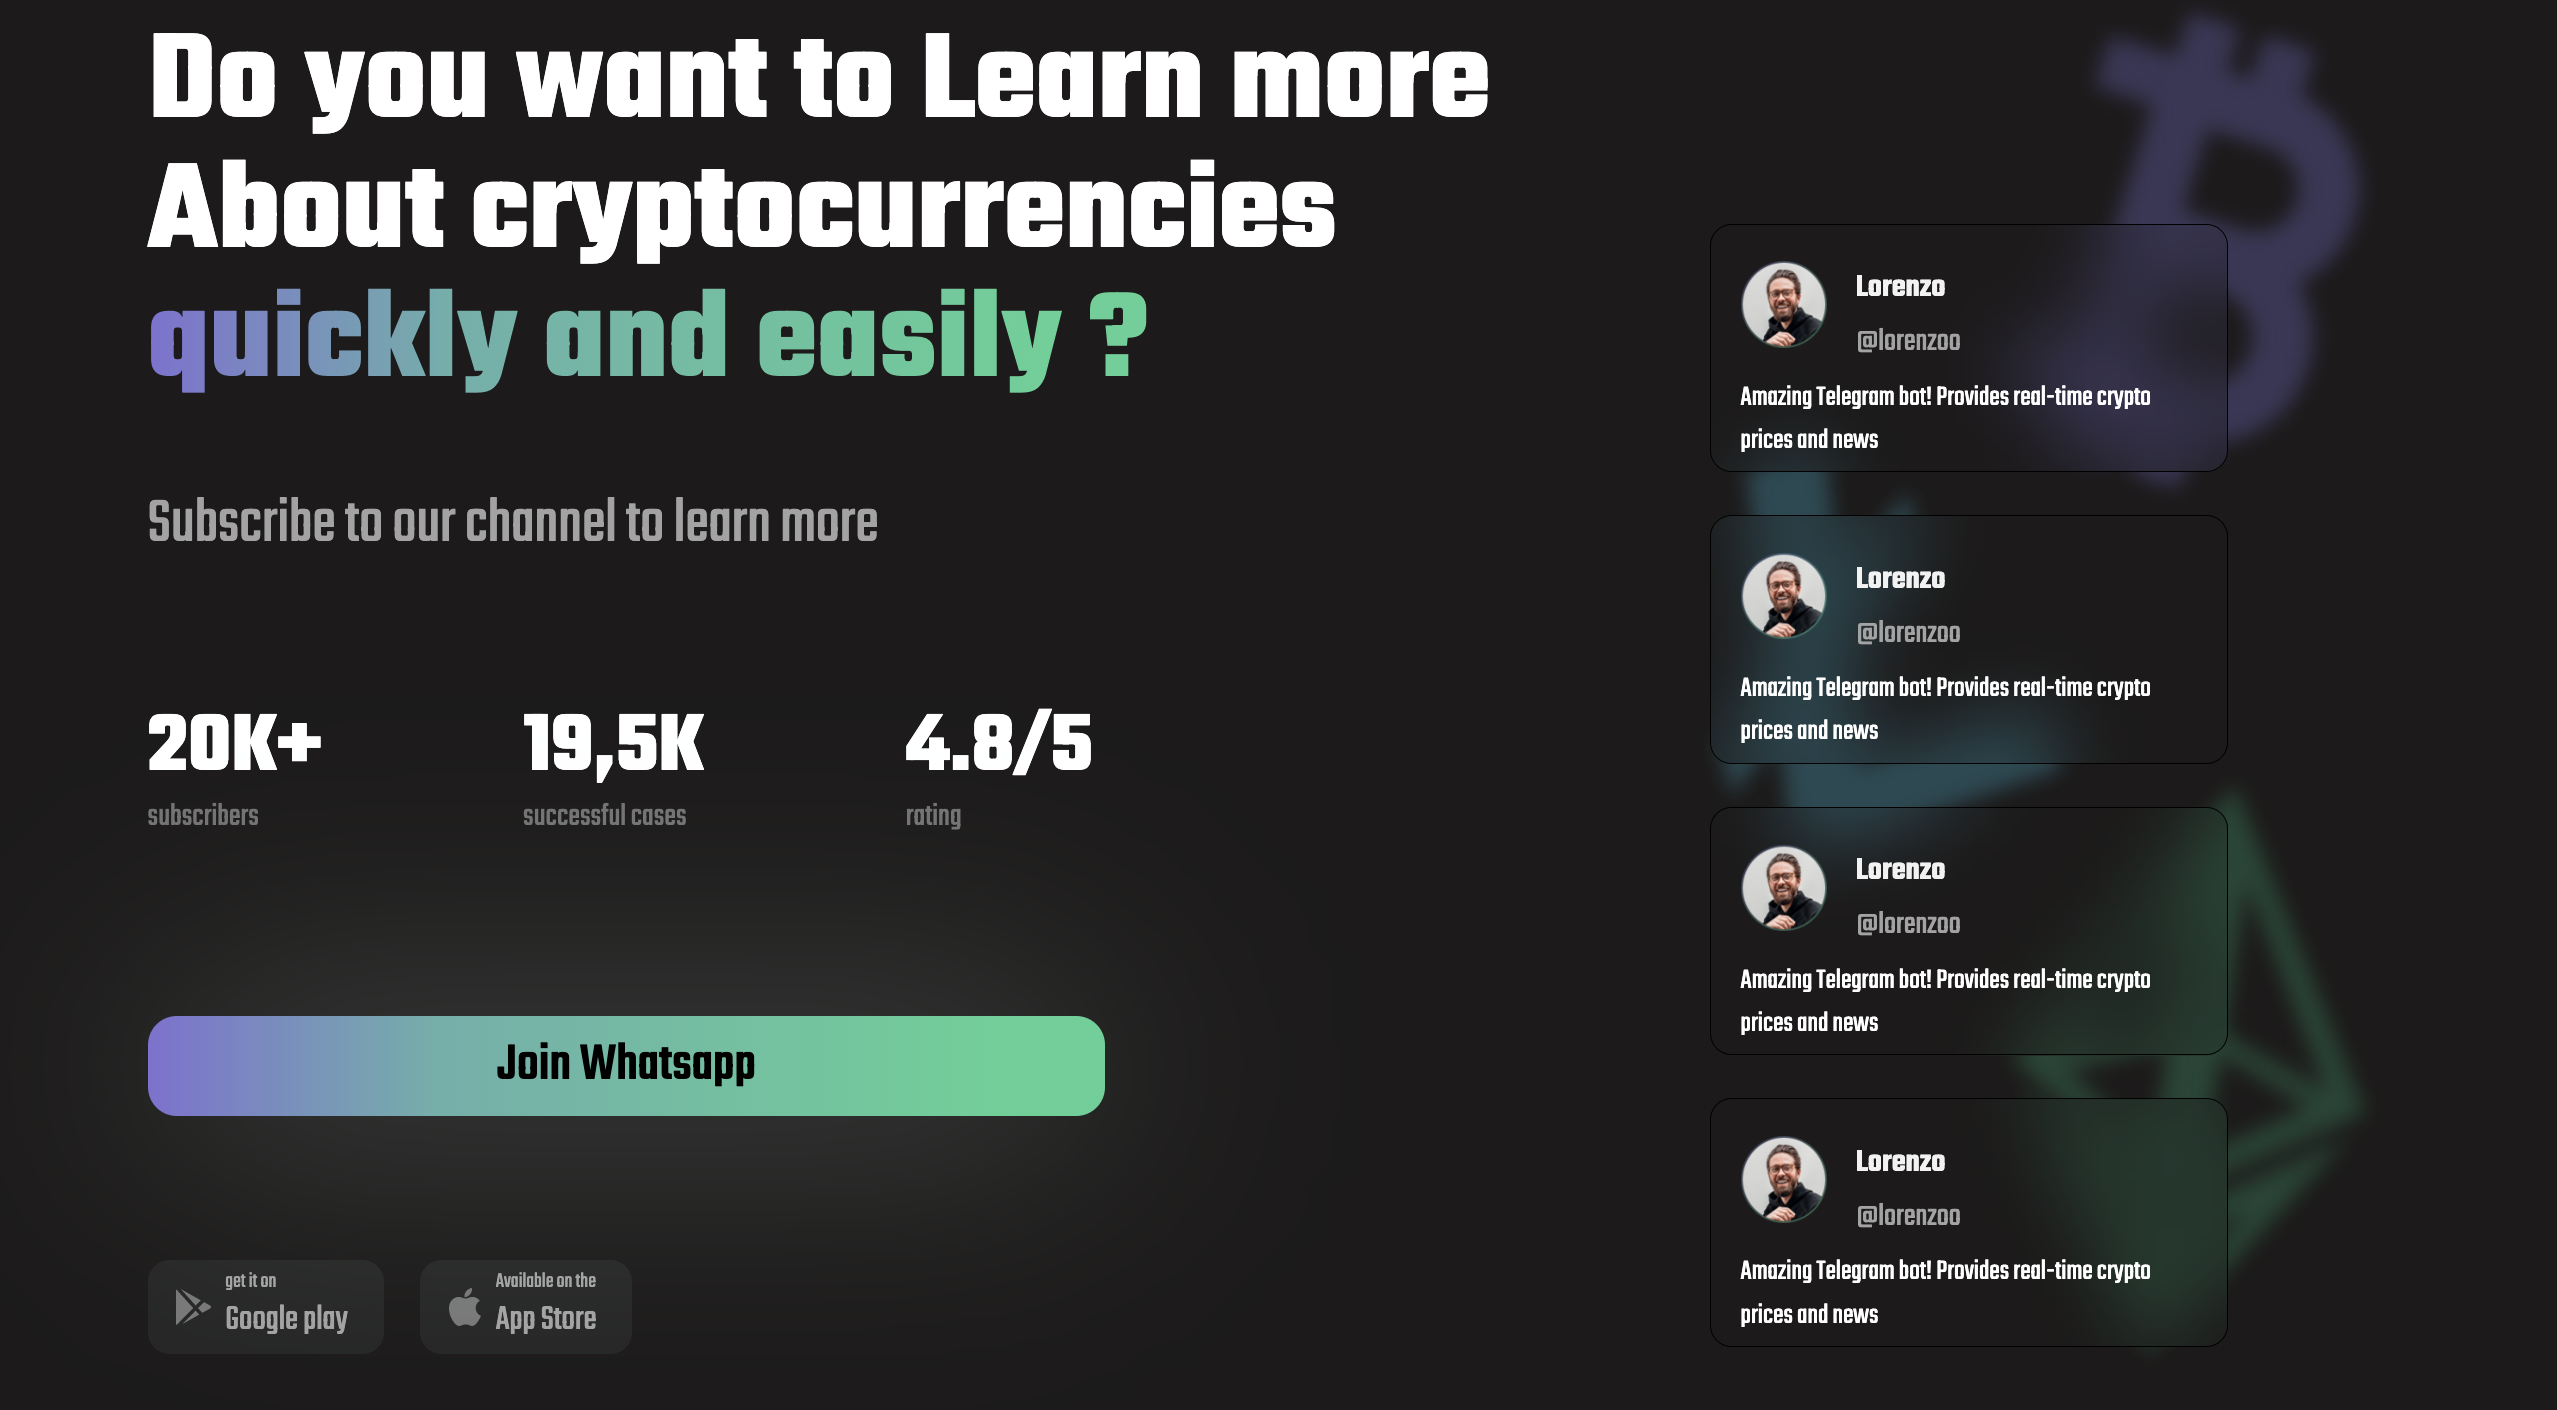 Do you want to Learn more
About cryptocurrencies
quickly and easily ?
Subscribe to our channel to learn more
20K+
subscribers
19,5K
successful cases
4.8/5
rating
Join Whatsapp
get it on
Google play
Available on the
App Store
Lorenzo
@lorenzoo
Amazing Telegram bot! Provides real-time crypto
prices and news
Lorenzo
@lorenzoo
Amazing Telegram bot! Provides real-time crypto
prices and news
Lorenzo
@lorenzoo
Amazing Telegram bot! Provides real-time crypto
prices and news
Lorenzo
@lorenzoo
Amazing Telegram bot! Provides real-time crypto
prices and news